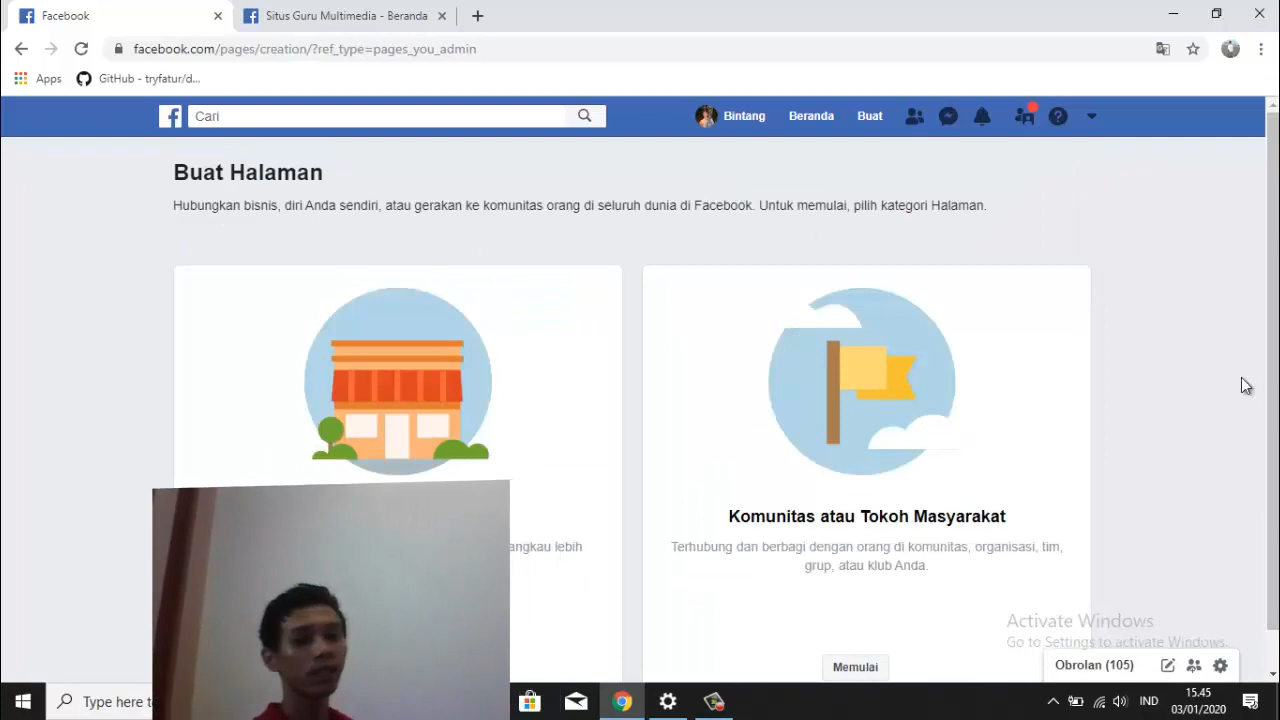 Facebook
Situs Guru Multimedia - Beranda
facebook.com/pages/creation/?ref_type=pages_you_admin
Apps
GitHub - tryfatur/d...
Cari
Bintang
Beranda
Buat
Buat Halaman
Hubungkan bisnis, diri Anda sendiri, atau gerakan ke komunitas orang di seluruh dunia di Facebook. Untuk memulai, pilih kategori Halaman.
angkau lebih
Komunitas atau Tokoh Masyarakat
Terhubung dan berbagi dengan orang di komunitas, organisasi, tim,
grup, atau klub Anda.
Memulai
Activate Windows
Go to Settings to activate Windows.
Obrolan (105)
Type here to
IND
15.45
03/01/2020